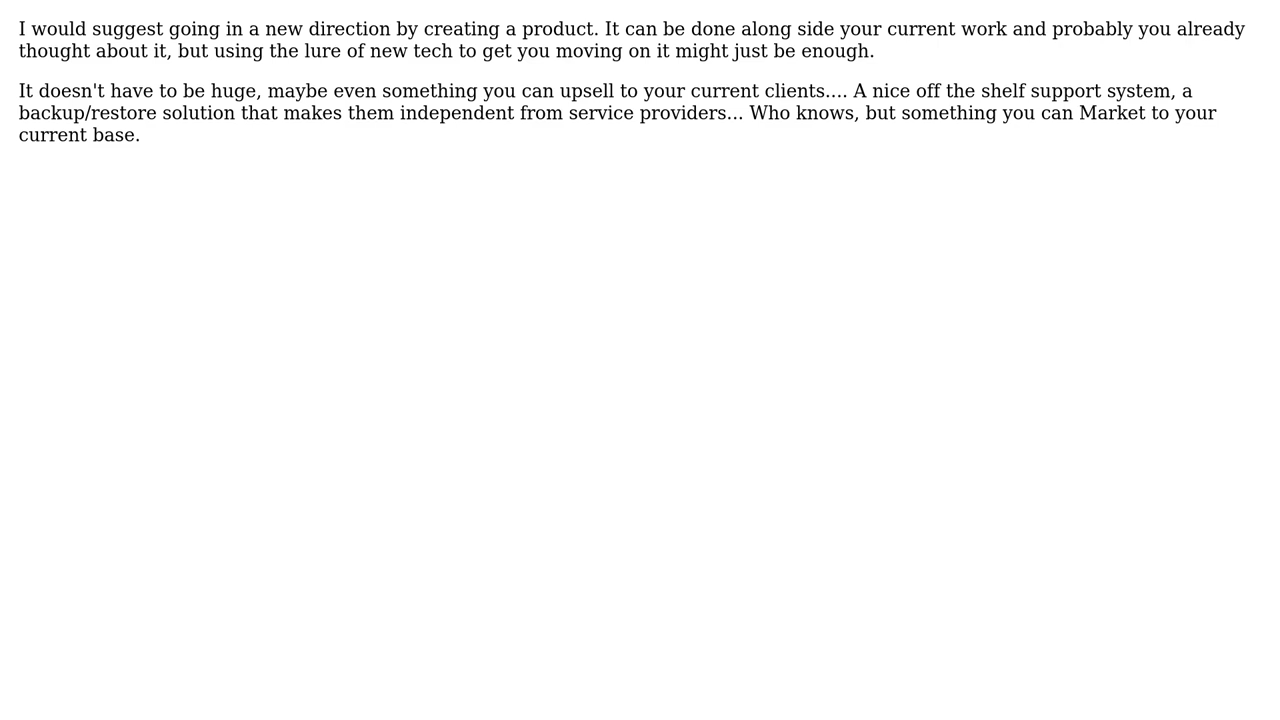 I would suggest going in a new direction by creating a product. It can be done along side your current work and probably you already
thought about it, but using the lure of new tech to get you moving on it might just be enough.
It doesn't have to be huge, maybe even something you can upsell to your current clients.... A nice off the shelf support system, a
backup/restore solution that makes them independent from service providers... Who knows, but something you can Market to your
current base.